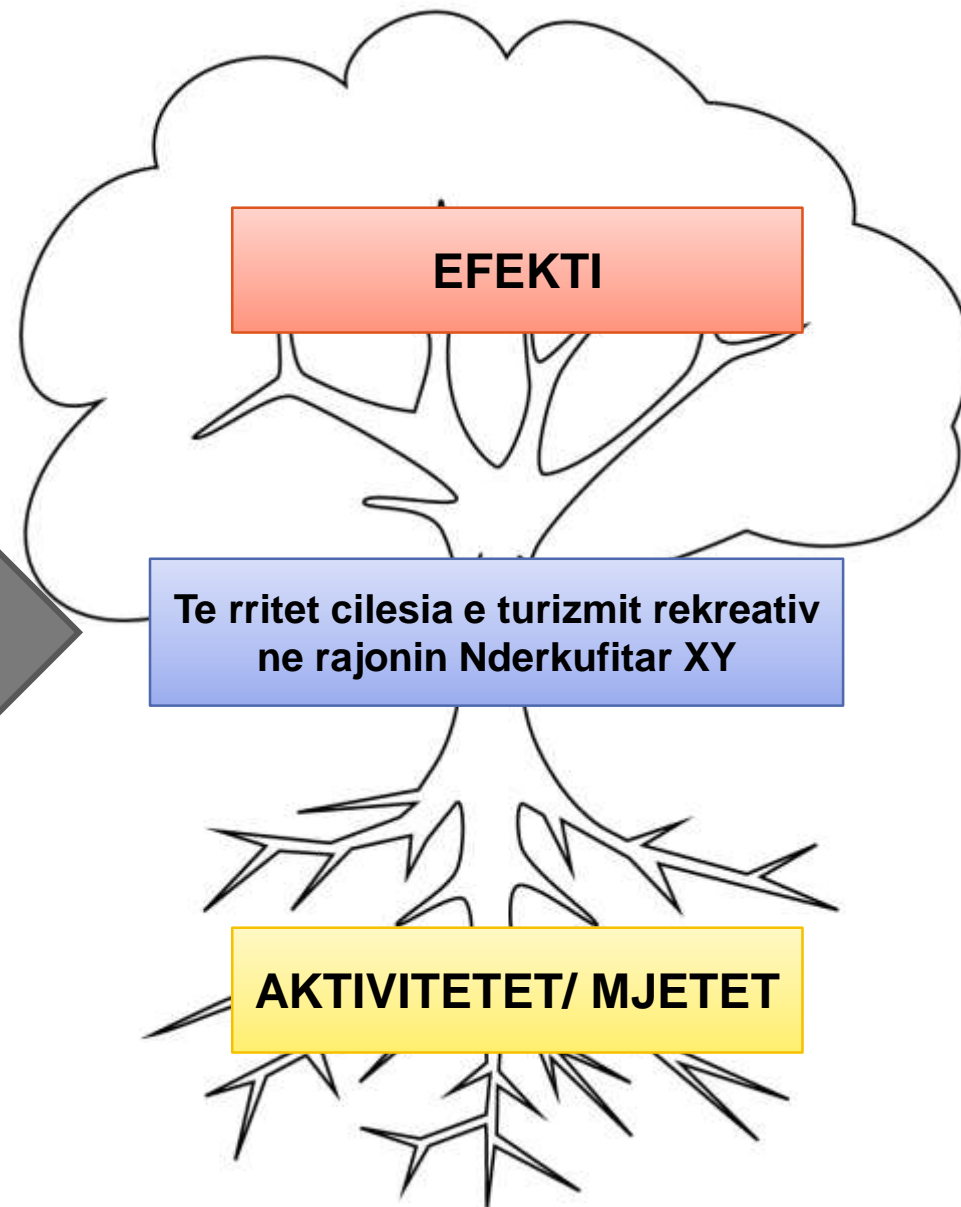 EFEKTI
Te rritet cilesia e turizmit rekreativ
ne rajonin Nderkufitar XY
AKTIVITETET/ MJETET